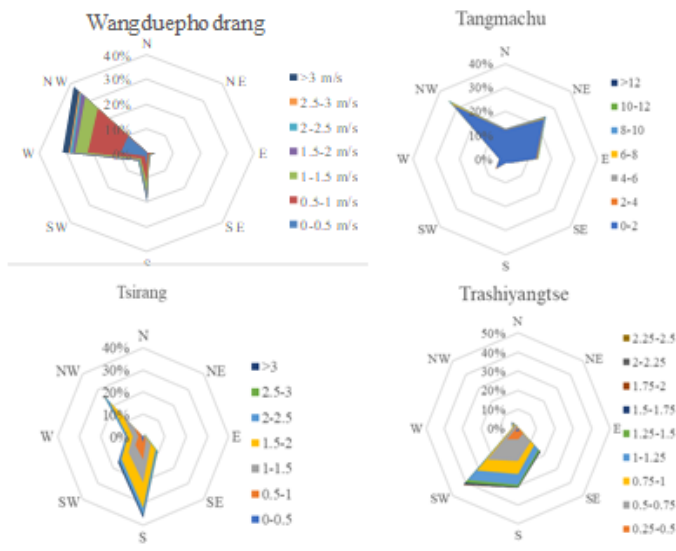 Wangduepho drang
N
40%
30%
20%
10%
0%
NW
NE
W
E
SW
SE
S
>3 m/s
2.5-3 m/s
2-2.5 m/s
1.5-2 m/s
1-1.5 m/s
0.5-1 m/s
0-0.5 m/s
Tangmachu
N
40%
30%
20%
10%
0%
NW
NE
W
E
SW
SE
S
>12
10-12
8-10
6-8
4-6
2-4
0-2
Tsirang
N
40%
30%
20%
10%
0%
NW
NE
W
E
SW
SE
S
>3
2.5-3
2-2.5
1.5-2
1-1.5
0.5-1
0-0.5
Trashiyangtse
N
50%
40%
30%
20%
10%
0%
NW
NE
W
E
SW
SE
S
2.25-2.5
2-2.25
1.75-2
1.5-1.75
1.25-1.5
1-1.25
0.75-1
0.5-0.75
0.25-0.5